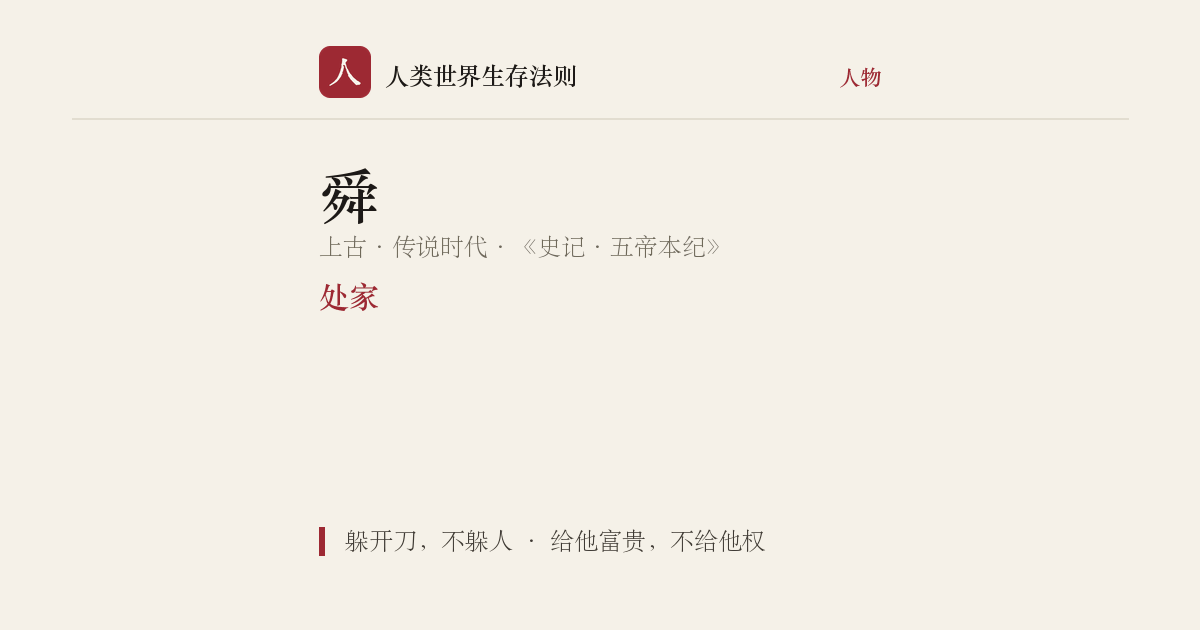 人 人类世界生存法则 人物
舜
上古 · 传说时代 · 《史记 · 五帝本纪》
处家
躲开刀，不躲人 · 给他富贵，不给他权